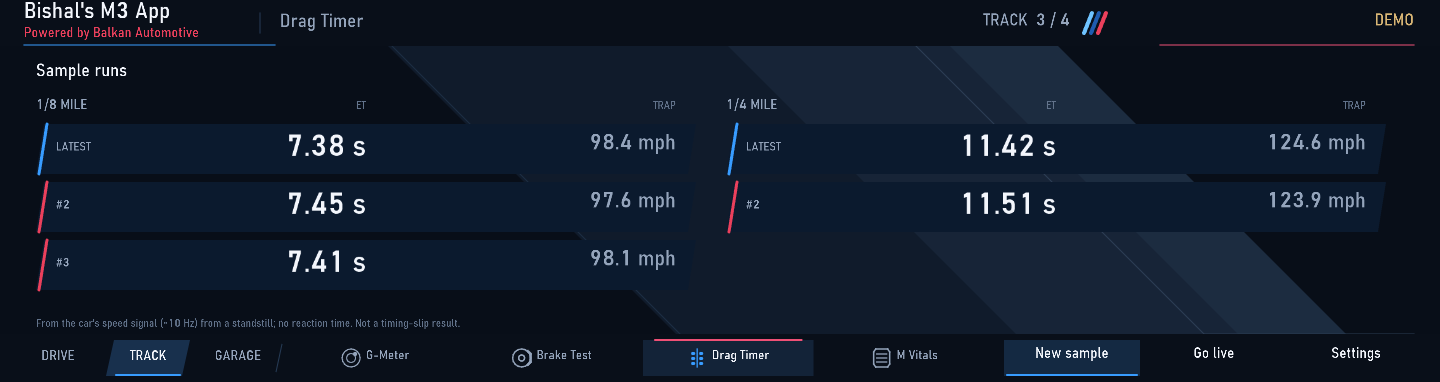 Bishal's M3 App
Powered by Balkan Automotive
Drag Timer
TRACK 3 / 4
DEMO
Sample runs
1/8 MILE ET TRAP
LATEST 7.38 s 98.4 mph
#2 7.45 s 97.6 mph
#3 7.41 s 98.1 mph
1/4 MILE ET TRAP
LATEST 11.42 s 124.6 mph
#2 11.51 s 123.9 mph
From the car's speed signal (~10 Hz) from a standstill; no reaction time. Not a timing-slip result.
DRIVE TRACK GARAGE G-Meter Brake Test Drag Timer M Vitals New sample Go live Settings